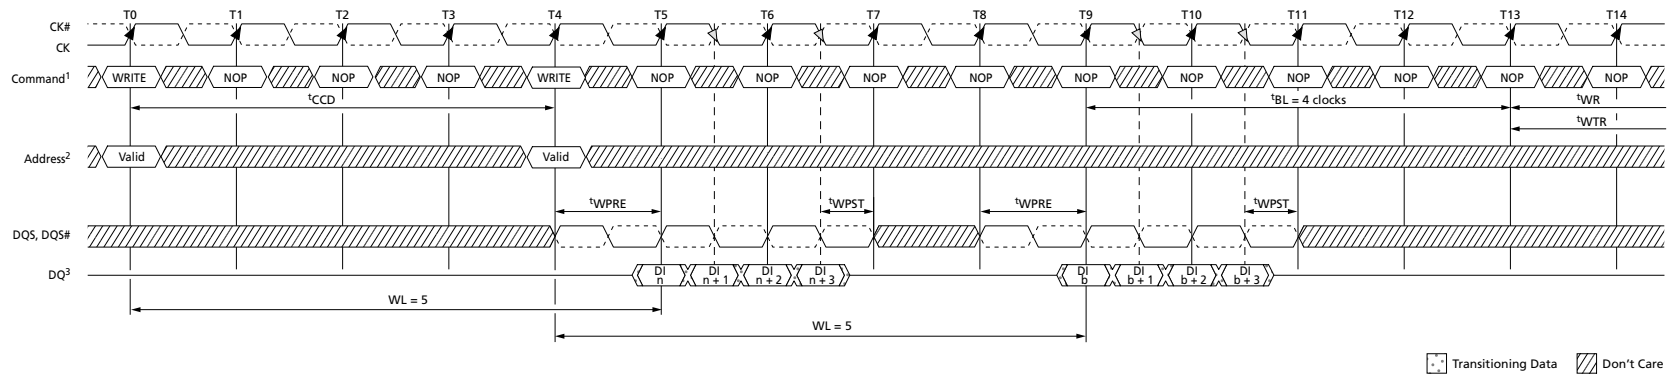 T0 T1 T2 T3 T4 T5 T6 T7 T8 T9 T10 T11 T12 T13 T14
CK#
CK
Command1 WRITE NOP NOP NOP WRITE NOP NOP NOP NOP NOP NOP NOP NOP NOP NOP
tCCD tBL = 4 clocks tWR
tWTR
Address2 Valid Valid
tWPRE tWPST tWPRE tWPST
DQS, DQS#
DQ3 DI n DI n + 1 DI n + 2 DI n + 3 DI b DI b + 1 DI b + 2 DI b + 3
WL = 5
WL = 5
Transitioning Data Don't Care